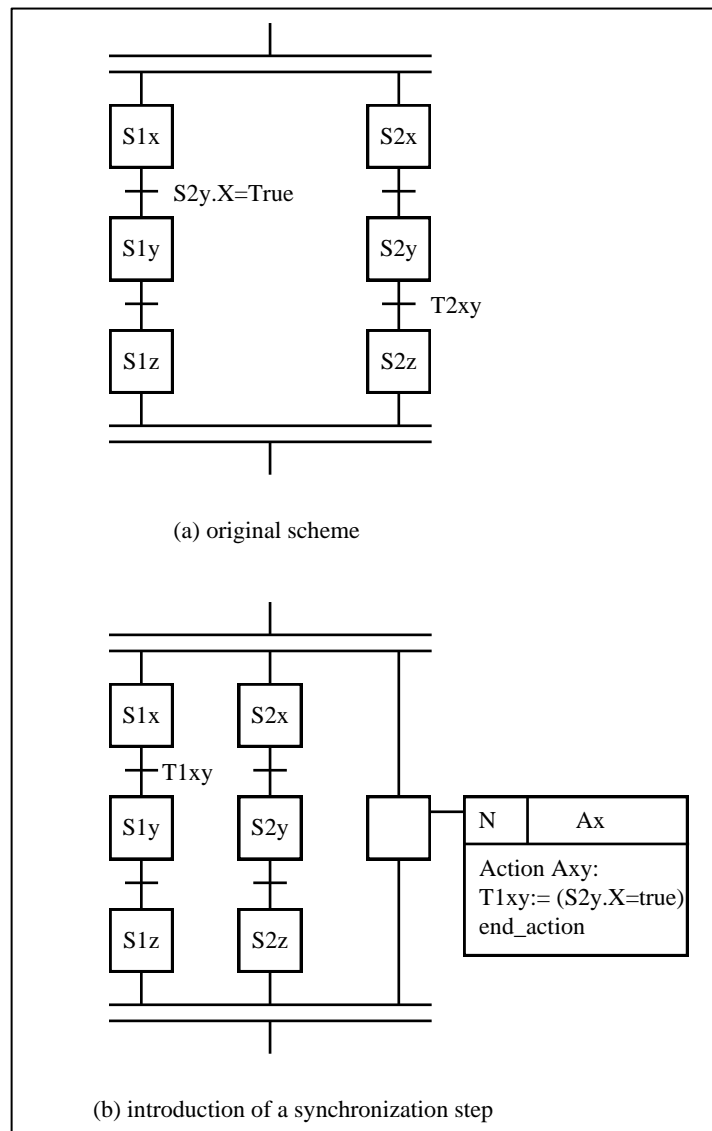 S1x
S2x
S2y.X=True
S1y
S2y
T2xy
S1z
S2z
(a) original scheme
S1x
S2x
T1xy
S1y
S2y
N
Ax
Action Axy:
T1xy:= (S2y.X=true)
end_action
S1z
S2z
(b) introduction of a synchronization step